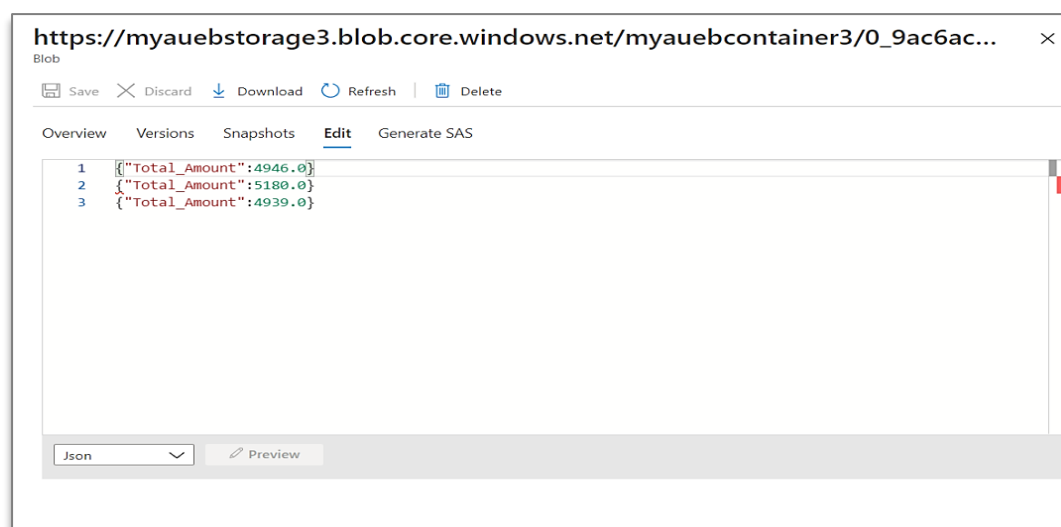 https://myauebstorage3.blob.core.windows.net/myauebcontainer3/0_9ac6ac...
Blob
Save Discard Download Refresh Delete
Overview Versions Snapshots Edit Generate SAS
1 {"Total_Amount":4946.0}
2 {"Total_Amount":5180.0}
3 {"Total_Amount":4939.0}
Json Preview